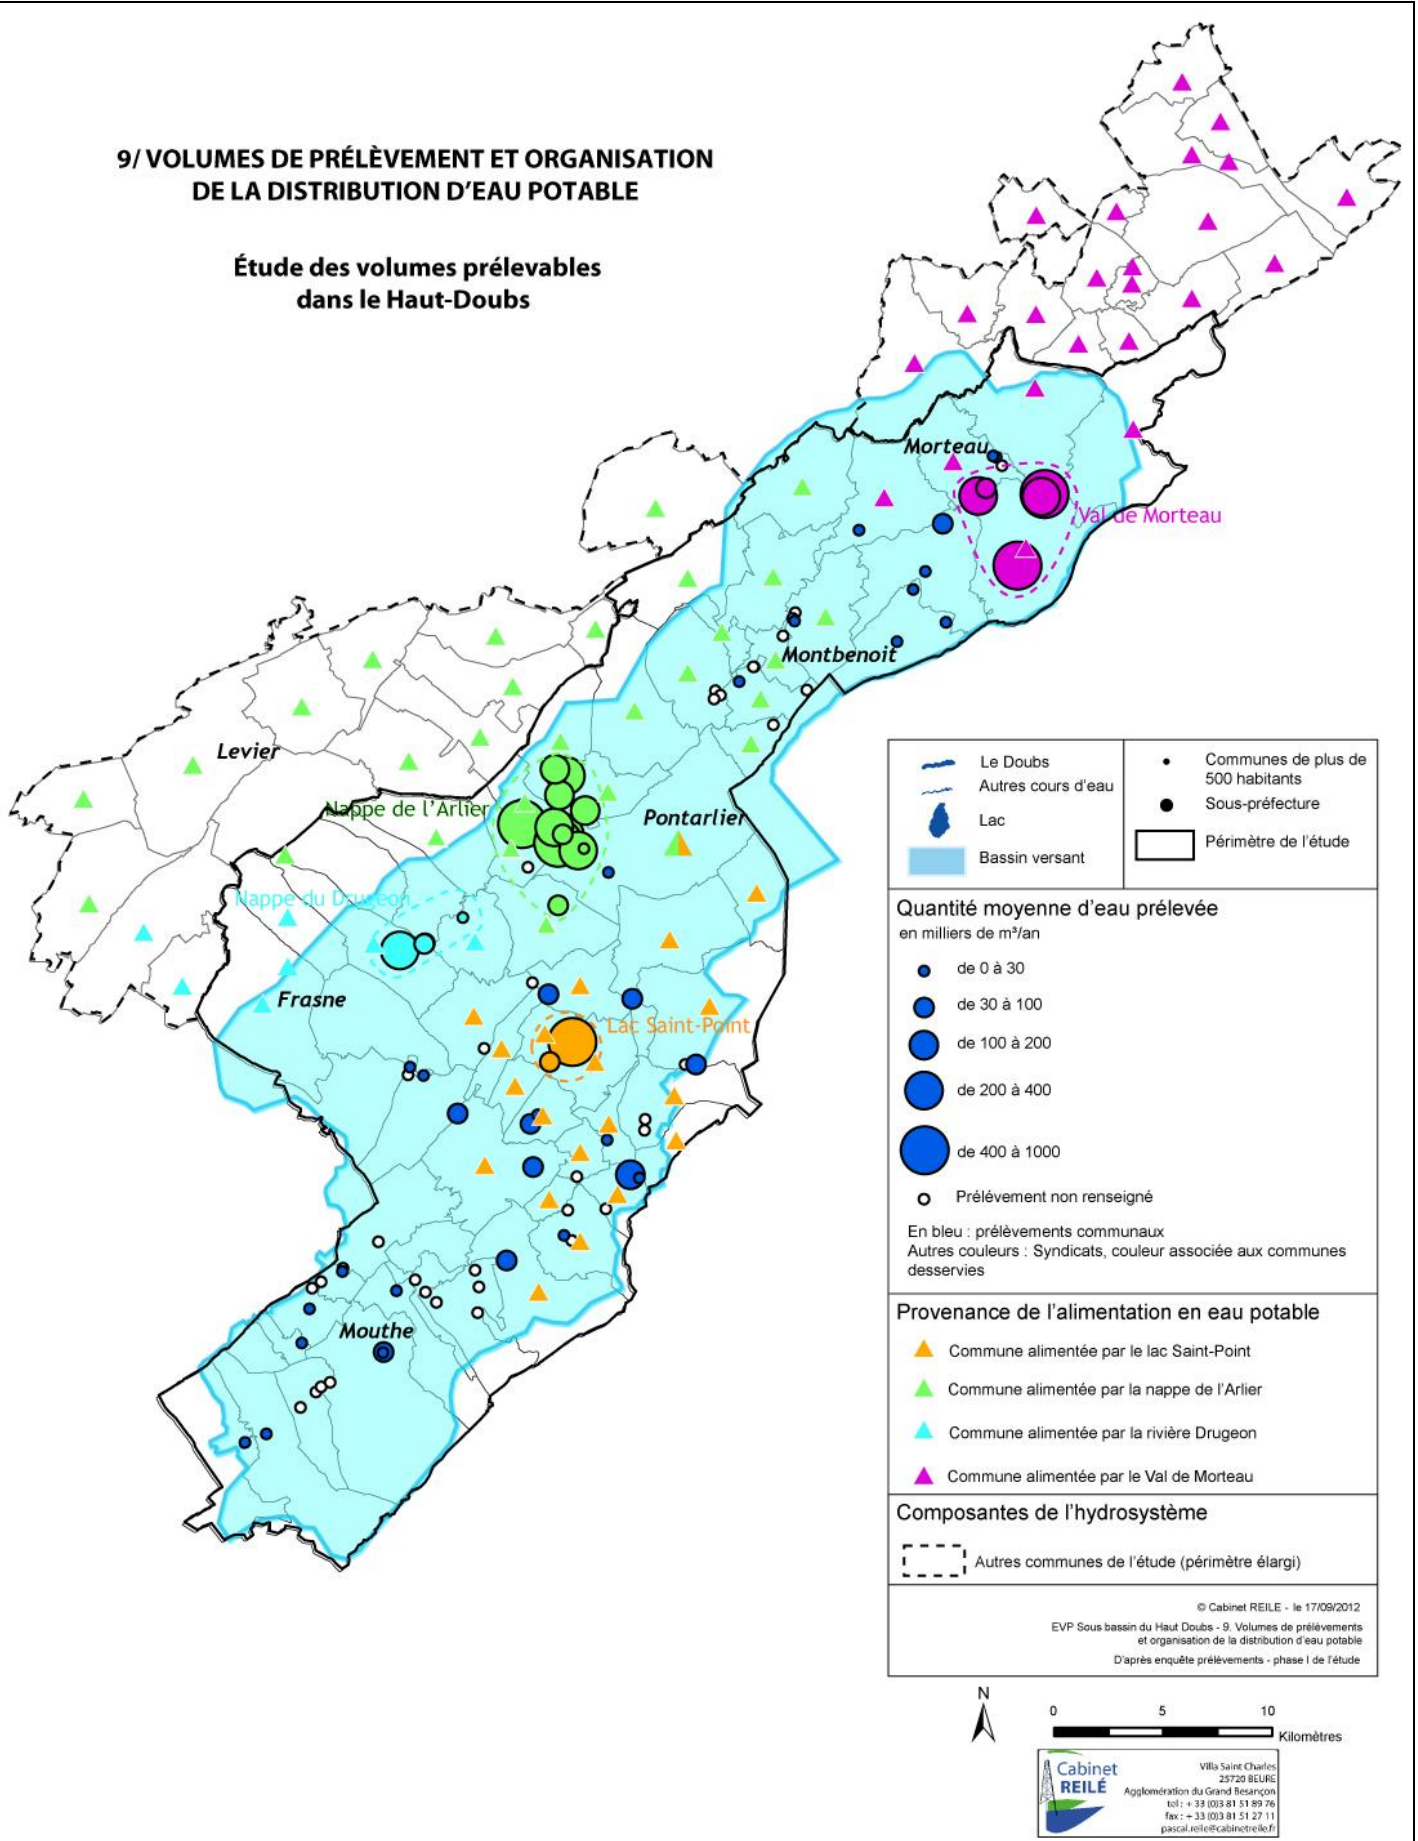 9/ VOLUMES DE PRÉLÈVEMENT ET ORGANISATION
DE LA DISTRIBUTION D'EAU POTABLE
Étude des volumes prélevables
dans le Haut-Doubs
Morteau
Val de Morteau
Montbenoit
Levier
Nappe de l'Arlier
Pontarlier
Nappe du Drugeon
Frasne
Lac Saint-Point
Mouthe
Le Doubs
Autres cours d'eau
Lac
Bassin versant
Communes de plus de
500 habitants
Sous-préfecture
Périmètre de l'étude
Quantité moyenne d'eau prélevée
en milliers de m³/an
de 0 à 30
de 30 à 100
de 100 à 200
de 200 à 400
de 400 à 1000
Prélévement non renseigné
En bleu : prélèvements communaux
Autres couleurs : Syndicats, couleur associée aux communes
desservies
Provenance de l'alimentation en eau potable
Commune alimentée par le lac Saint-Point
Commune alimentée par la nappe de l'Arlier
Commune alimentée par la rivière Drugeon
Commune alimentée par le Val de Morteau
Composantes de l'hydrosystème
Autres communes de l'étude (périmètre élargi)
© Cabinet REILE - le 17/09/2012
EVP Sous bassin du Haut Doubs - 9. Volumes de prélèvements
et organisation de la distribution d'eau potable
D'après enquête prélèvements - phase I de l'étude
N
0 5 10
Kilomètres
Cabinet
REILÉ
Villa Saint Charles
25720 BEURE
Agglomération du Grand Besançon
tel : + 33 (0)3 81 51 89 76
fax : + 33 (0)3 81 51 27 11
pascal.reile@cabinetreile.fr